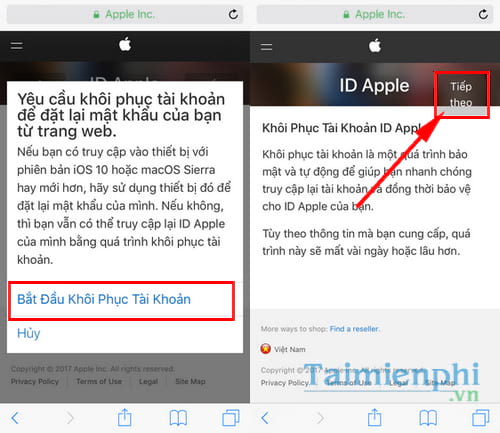 Apple Inc.
ID Apple
Yêu cầu khôi phục tài khoản
để đặt lại mật khẩu của bạn
từ trang web.
Nếu bạn có truy cập vào thiết bị với
phiên bản iOS 10 hoặc macOS Sierra
hay mới hơn, hãy sử dụng thiết bị đó để
đặt lại mật khẩu của mình. Nếu không,
thì bạn vẫn có thể truy cập lại ID Apple
của mình bằng quá trình khôi phục tài
khoản.
Bắt Đầu Khôi Phục Tài Khoản
Hủy
Copyright © 2017 Apple Inc. All rights reserved.
Privacy Policy | Terms of Use | Legal | Site Map
Apple Inc.
ID Apple
Tiếp
theo
Khôi Phục Tài Khoản ID Apple
Khôi phục tài khoản là một quá trình bảo
mật và tự động để giúp bạn nhanh chóng
truy cập lại tài khoản và đồng thời bảo vệ
cho ID Apple của bạn.
Tùy theo thông tin mà bạn cung cấp, quá
trình này sẽ mất vài ngày hoặc lâu hơn.
More ways to shop: Find a reseller.
Việt Nam
Copyright © 2017 Apple Inc. All rights reserved.
Privacy Policy | Terms of Use | Legal | Site Map
Taimienphi
.vn